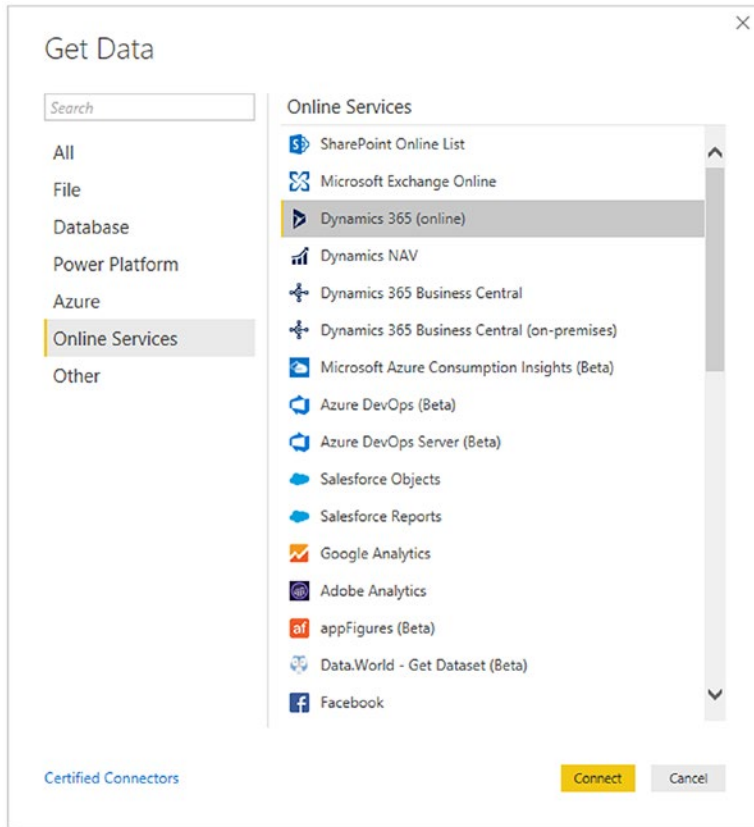 Get Data
Search
All
File
Database
Power Platform
Azure
Online Services
Other
Online Services
SharePoint Online List
Microsoft Exchange Online
Dynamics 365 (online)
Dynamics NAV
Dynamics 365 Business Central
Dynamics 365 Business Central (on-premises)
Microsoft Azure Consumption Insights (Beta)
Azure DevOps (Beta)
Azure DevOps Server (Beta)
Salesforce Objects
Salesforce Reports
Google Analytics
Adobe Analytics
appFigures (Beta)
Data.World - Get Dataset (Beta)
Facebook
Certified Connectors
Connect
Cancel